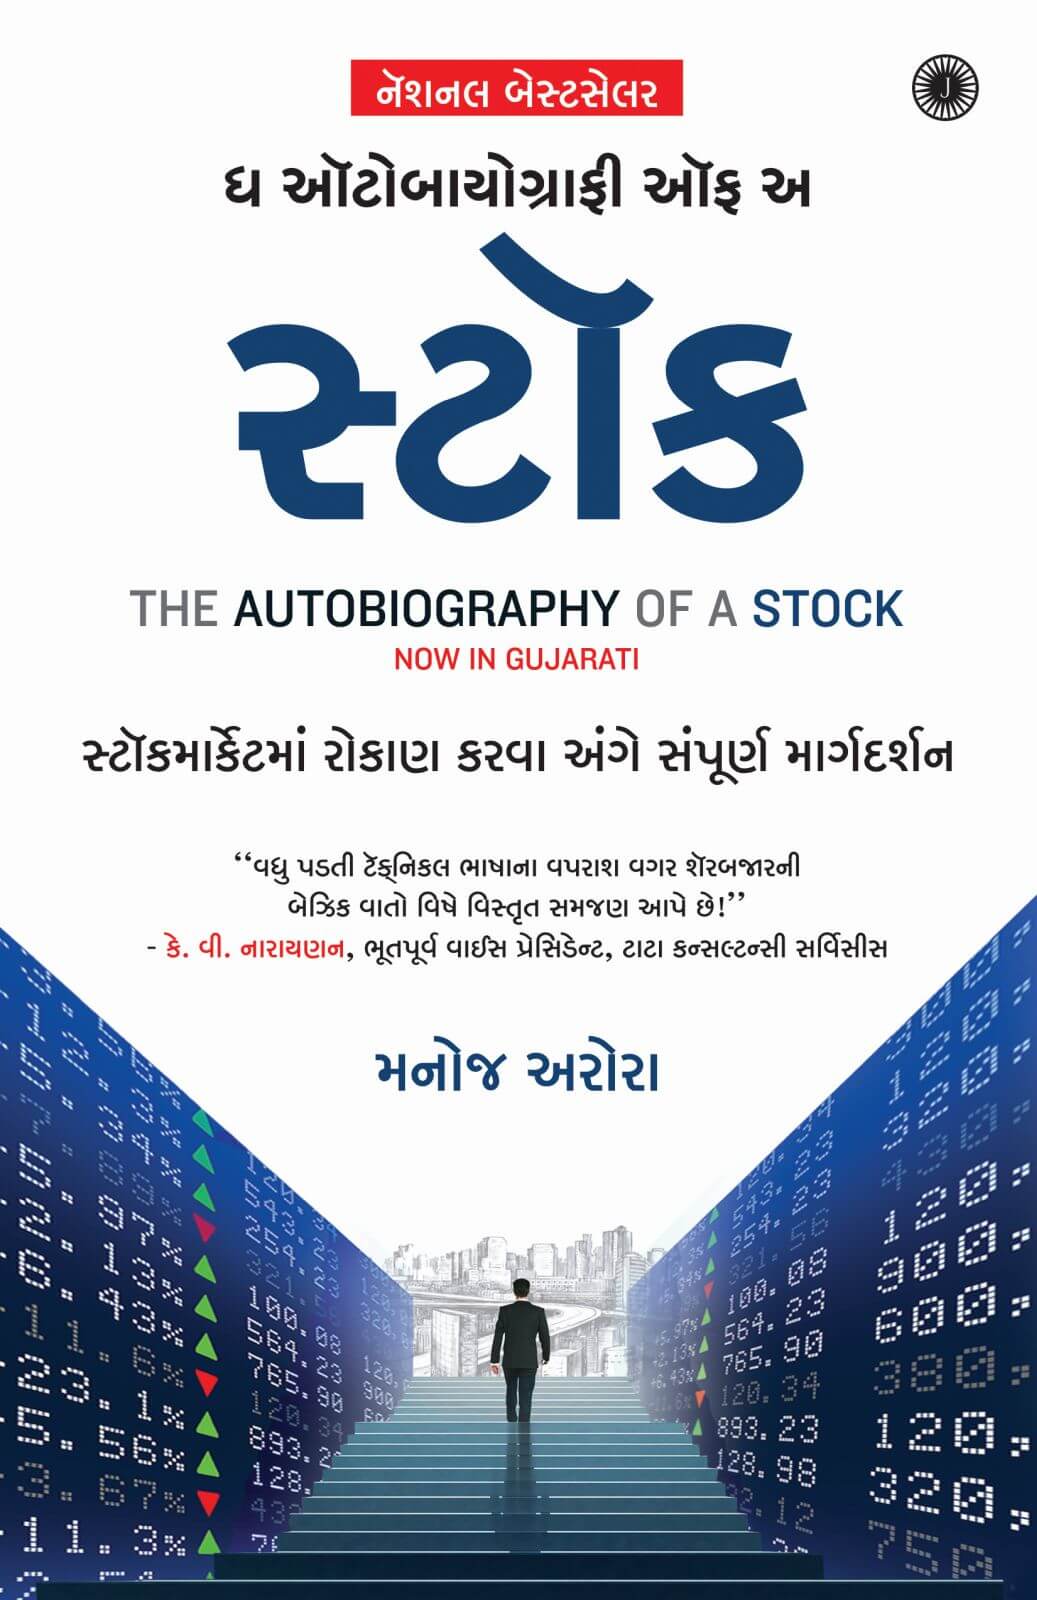 નૅશનલ બેસ્ટસેલર
J
ધ ઑટોબાયોગ્રાફી ઑફ અ
સ્ટૉક
THE AUTOBIOGRAPHY OF A STOCK
NOW IN GUJARATI
સ્ટૉકમાર્કેટમાં રોકાણ કરવા અંગે સંપૂર્ણ માર્ગદર્શન
“વધુ પડતી ટૅક્‌નિકલ ભાષાના વપરાશ વગર શૅરબજારની
બેઝિક વાતો વિષે વિસ્તૃત સમજણ આપે છે!”
- કે. વી. નારાયણન, ભૂતપૂર્વ વાઈસ પ્રેસિડેન્ટ, ટાટા કન્સલ્ટન્સી સર્વિસીસ
મનોજ અરોરા